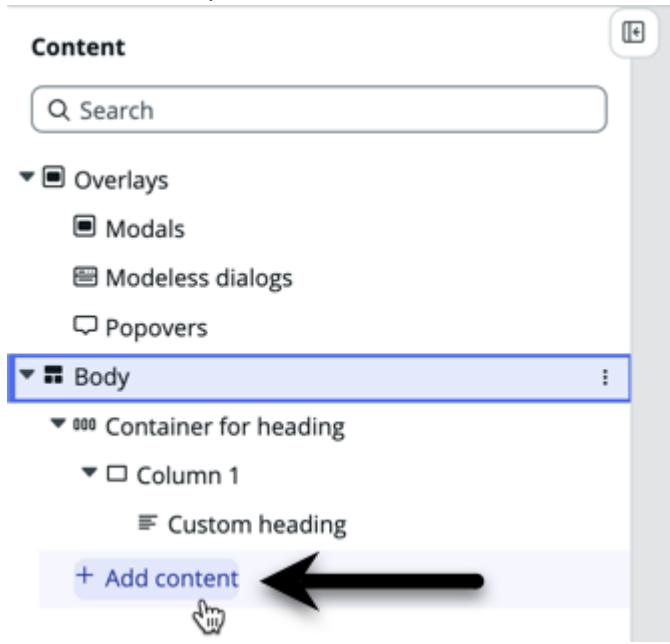 Content
Search
Overlays
Modals
Modeless dialogs
Popovers
Body
Container for heading
Column 1
Custom heading
+ Add content